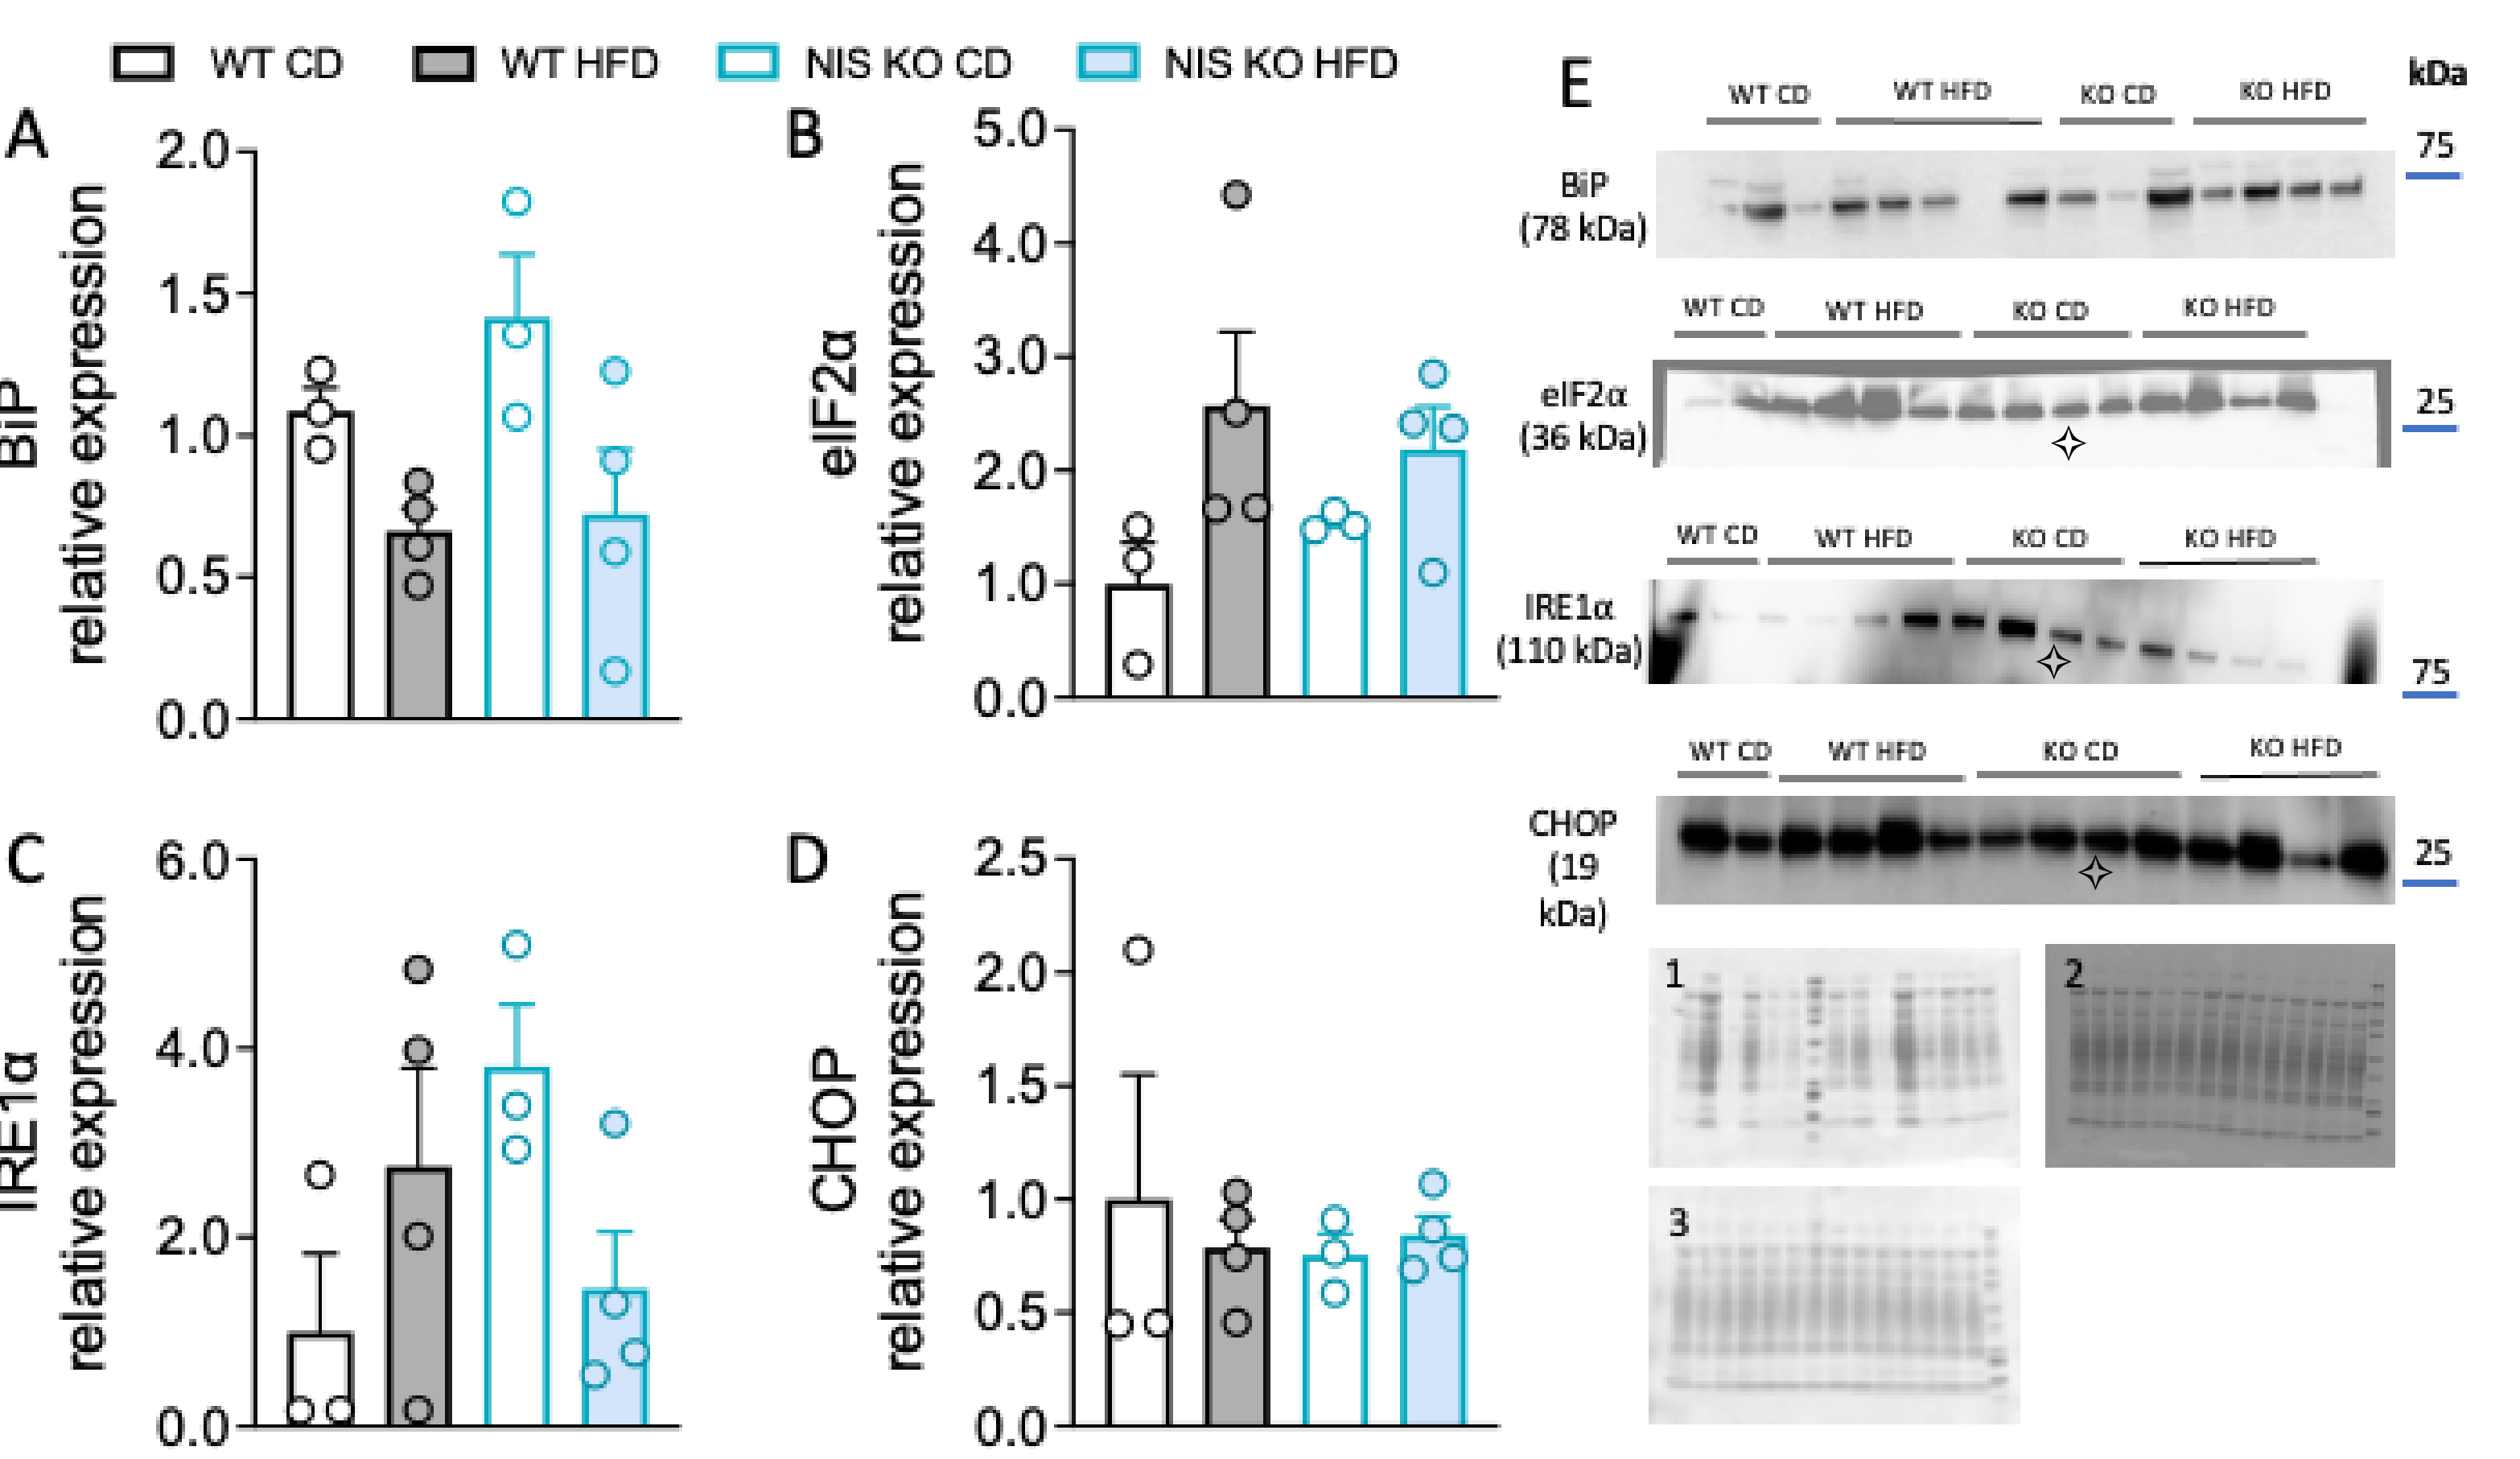 WT CD WT HFD NIS KO CD NIS KO HFD
A
BiP
relative expression
2.0
1.5
1.0
0.5
0.0
B
eIF2α
relative expression
5.0
4.0
3.0
2.0
1.0
0.0
C
IRE1α
relative expression
6.0
4.0
2.0
0.0
D
CHOP
relative expression
2.5
2.0
1.5
1.0
0.5
0.0
E
kDa
WT CD WT HFD KO CD KO HFD
BiP
(78 kDa)
75
WT CD WT HFD KO CD KO HFD
eIF2α
(36 kDa)
25
WT CD WT HFD KO CD KO HFD
IRE1α
(110 kDa)
75
WT CD WT HFD KO CD KO HFD
CHOP
(19
kDa)
25
1
2
3